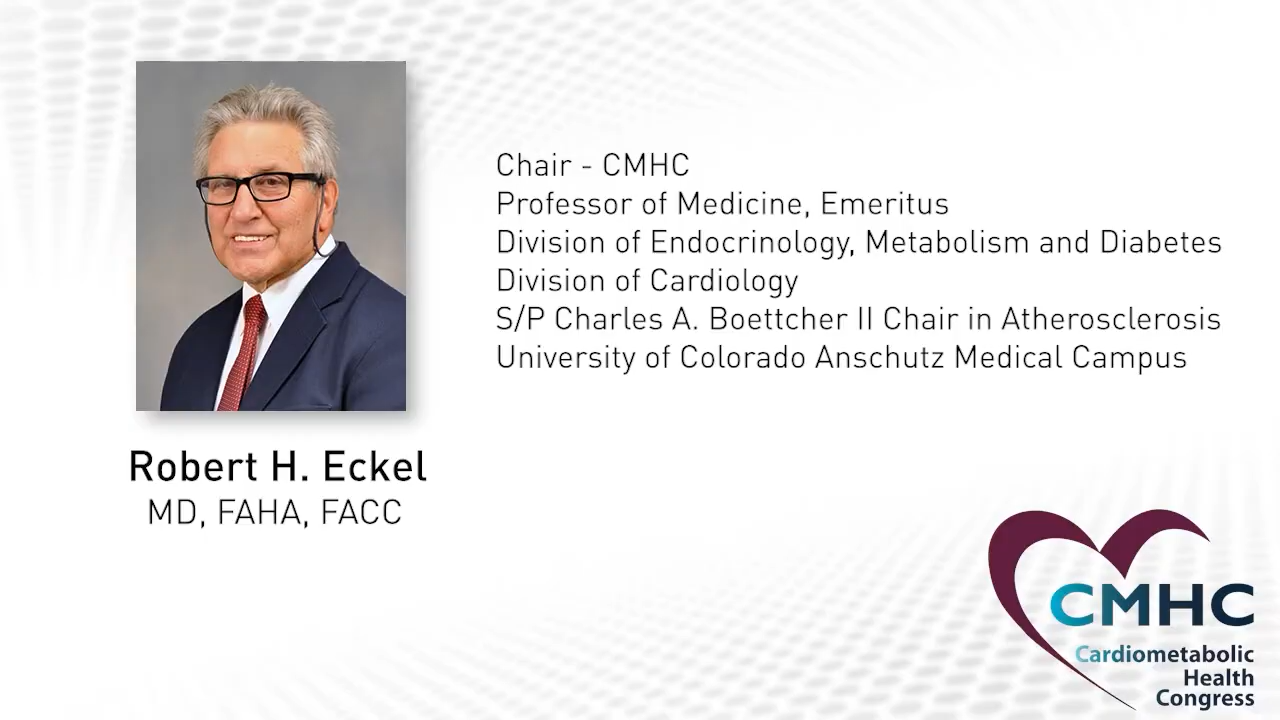 Chair - CMHC
Professor of Medicine, Emeritus
Division of Endocrinology, Metabolism and Diabetes
Division of Cardiology
S/P Charles A. Boettcher II Chair in Atherosclerosis
University of Colorado Anschutz Medical Campus
Robert H. Eckel
MD, FAHA, FACC
CMHC
Cardiometabolic
Health
Congress